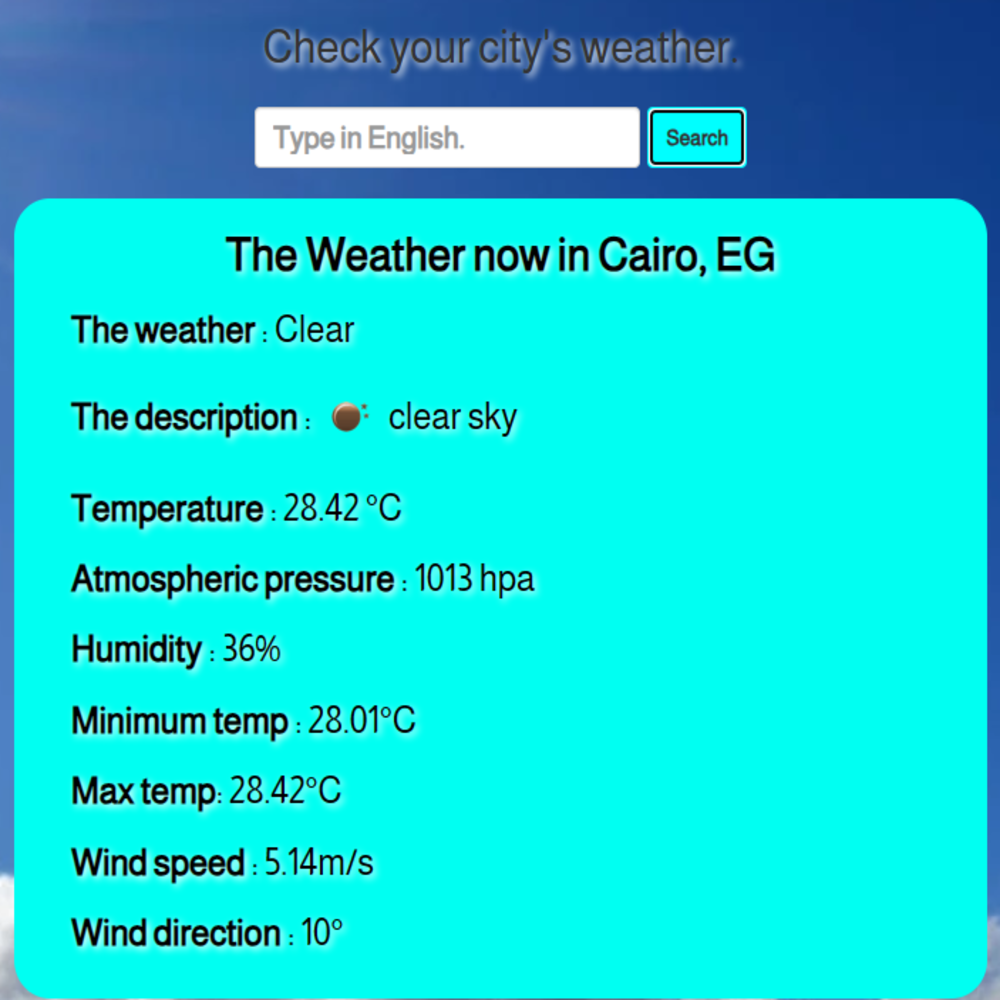 Check your city's weather.
Type in English.
Search
The Weather now in Cairo, EG
The weather : Clear
The description : clear sky
Temperature : 28.42 °C
Atmospheric pressure : 1013 hpa
Humidity : 36%
Minimum temp : 28.01°C
Max temp: 28.42°C
Wind speed : 5.14m/s
Wind direction : 10°